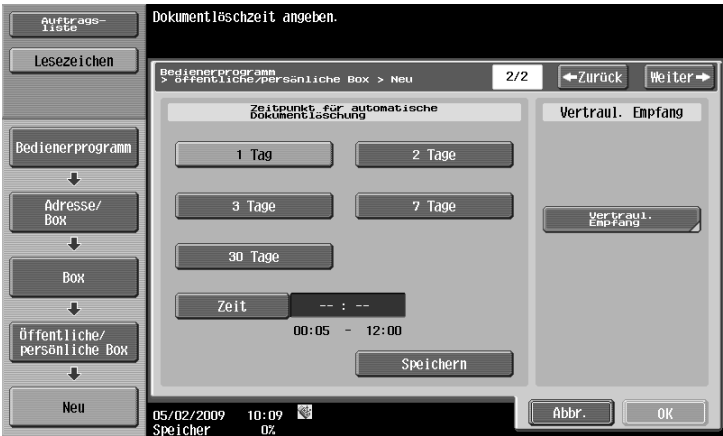 Auftrags-
liste
Lesezeichen
Bedienerprogramm
Adresse/
Box
Box
Öffentliche/
persönliche Box
Neu
Dokumentlöschzeit angeben.
Bedienerprogramm
> öffentliche/persönliche Box > Neu
2/2
←Zurück
Weiter→
Zeitpunkt für automatische
Dokumentlöschung
1 Tag
2 Tage
3 Tage
7 Tage
30 Tage
Zeit
-- : --
00:05 - 12:00
Speichern
Vertraul. Empfang
Vertraul.
Empfang
05/02/2009 10:09
Speicher 0%
Abbr.
OK